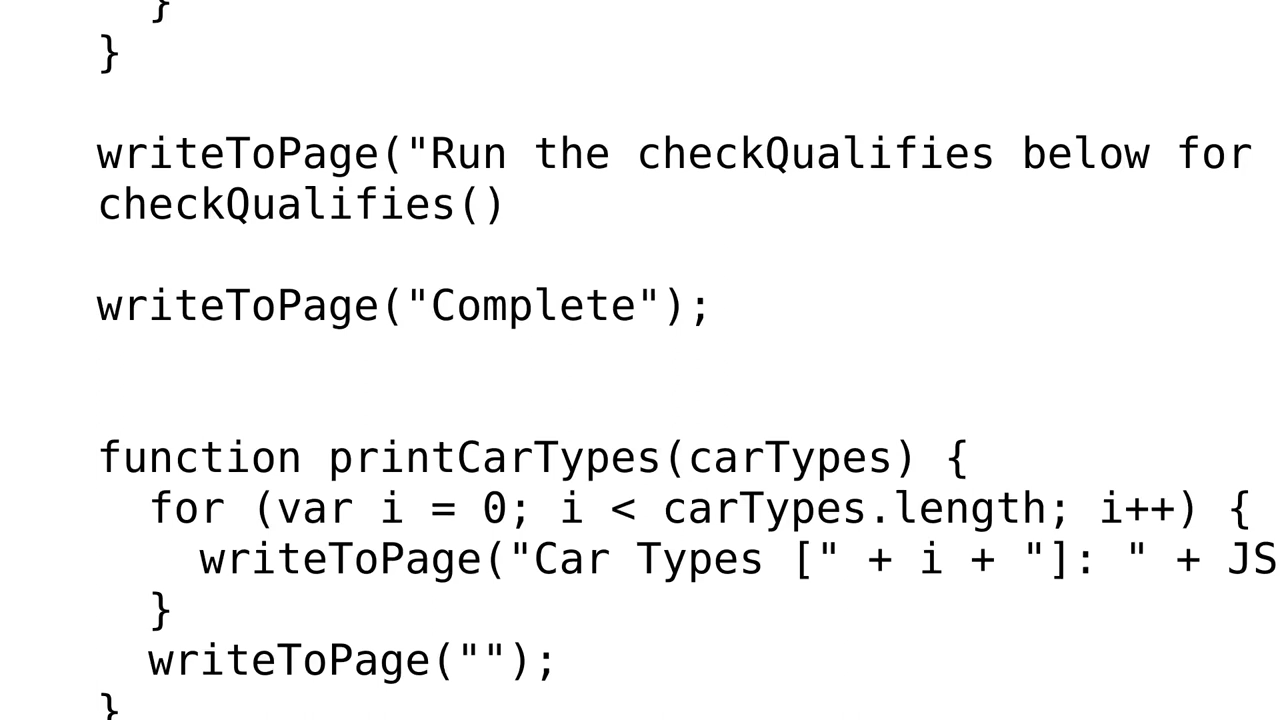 }
}
writeToPage("Run the checkQualifies below for
checkQualifies()
writeToPage("Complete");
function printCarTypes(carTypes) {
for (var i = 0; i < carTypes.length; i++) {
writeToPage("Car Types [" + i + "]: " + JS
}
writeToPage("");
}